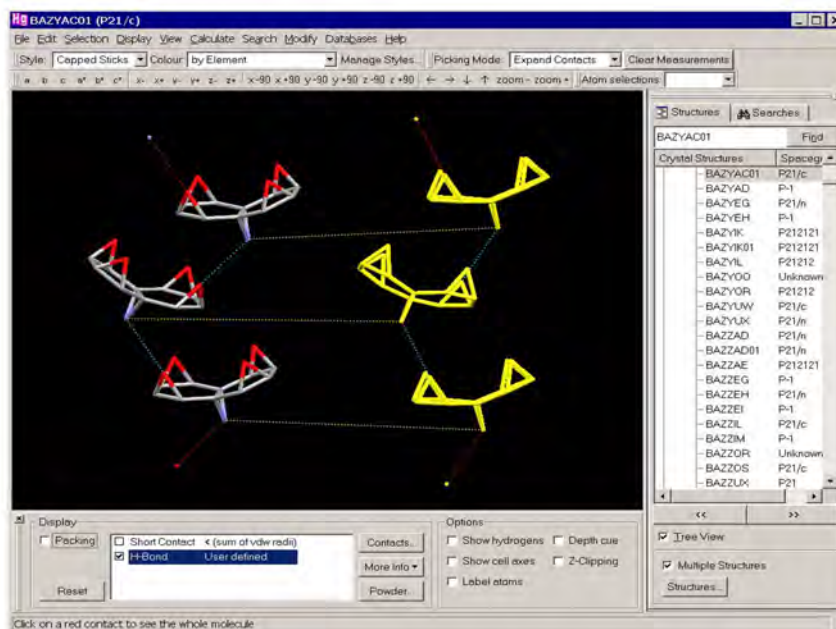 Hg BAZYAC01 (P21/c)
File Edit Selection Display View Calculate Search Modify Databases Help
Style: Capped Sticks Colour: by Element Manage Styles... Picking Mode: Expand Contacts Clear Measurements
a b c a* b* c* x- x+ y- y+ z- z+ x-90 x+90 y-90 y+90 z-90 z+90 ← → ↓ ↑ zoom- zoom+ Atom selections
Structures Searches
BAZYAC01 Find
Crystal Structures Spaceg
BAZYAC01 P21/c
BAZYAD P-1
BAZYEG P21/n
BAZYEH P-1
BAZYIK P212121
BAZYIK01 P212121
BAZYIL P21212
BAZYOO Unknown
BAZYOR P21212
BAZYUW P21/c
BAZYUX P21/n
BAZZAD P21/n
BAZZAD01 P21/n
BAZZAE P212121
BAZZEG P-1
BAZZEH P21/n
BAZZEI P-1
BAZZIL P21/c
BAZZIM P-1
BAZZOR Unknown
BAZZOS P21/c
BAZZUX P21
<< >>
Tree View
Multiple Structures
Structures...
Display
Packing
Short Contact < (sum of vdw radii)
H-Bond User defined
Contacts...
More Info
Powder...
Reset
Options
Show hydrogens Depth cue
Show cell axes Z-Clipping
Label atoms
Click on a red contact to see the whole molecule